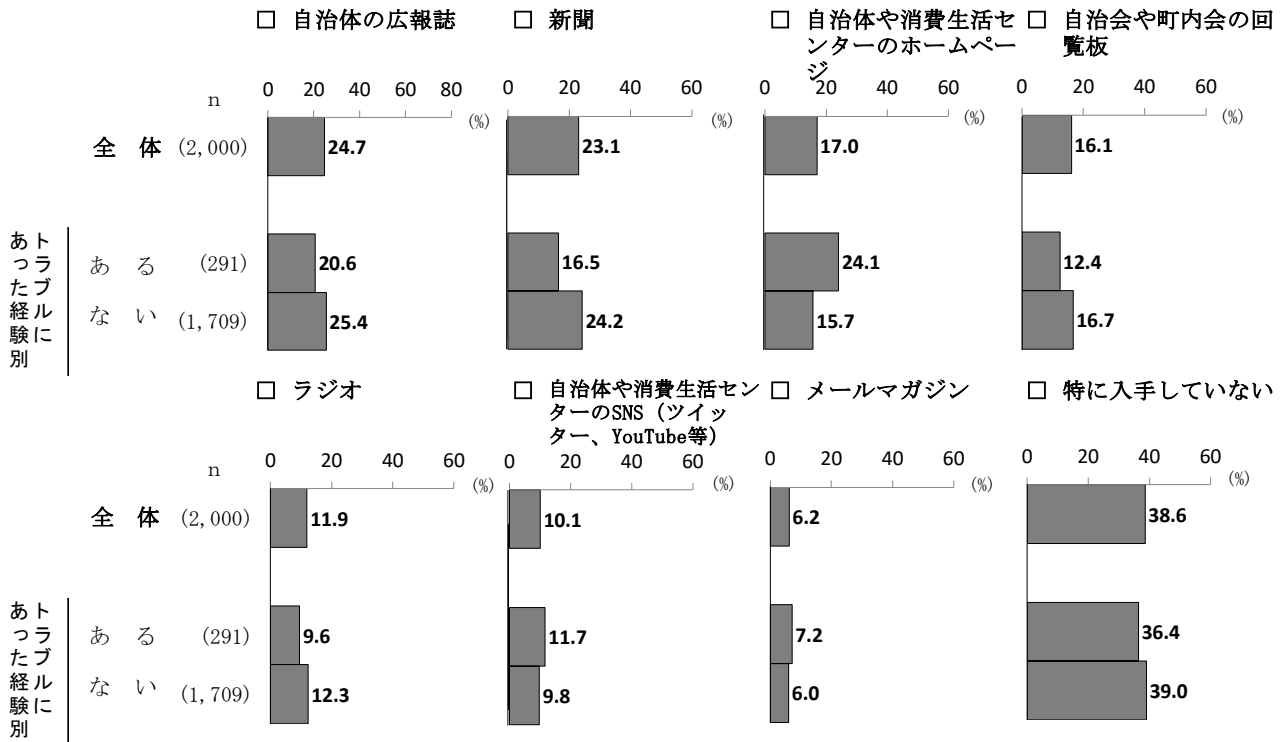 □ 自治体の広報誌
□ 新聞
□ 自治体や消費生活セ
ンターのホームペー
ジ
□ 自治会や町内会の回
覧板
n
0 20 40 60 80
(%)
0 20 40 60
(%)
0 20 40 60
(%)
0 20 40 60
(%)
全 体 (2,000) 24.7 23.1 17.0 16.1
トラブルに
あった経験別
あ る (291) 20.6 16.5 24.1 12.4
な い (1,709) 25.4 24.2 15.7 16.7
□ ラジオ
□ 自治体や消費生活セン
ターのSNS(ツイッ
ター、YouTube等)
□ メールマガジン
□ 特に入手していない
n
0 20 40 60
(%)
0 20 40 60
(%)
0 20 40 60
(%)
0 20 40 60
(%)
全 体 (2,000) 11.9 10.1 6.2 38.6
トラブルに
あった経験別
あ る (291) 9.6 11.7 7.2 36.4
な い (1,709) 12.3 9.8 6.0 39.0